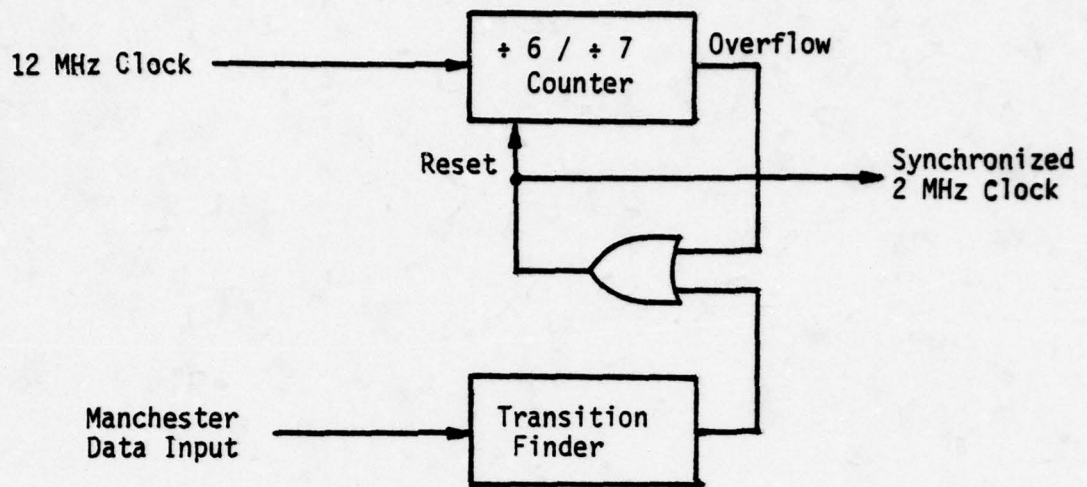 ÷ 6 / ÷ 7
Counter
Overflow
12 MHz Clock
Reset
Synchronized
2 MHz Clock
Manchester
Data Input
Transition
Finder